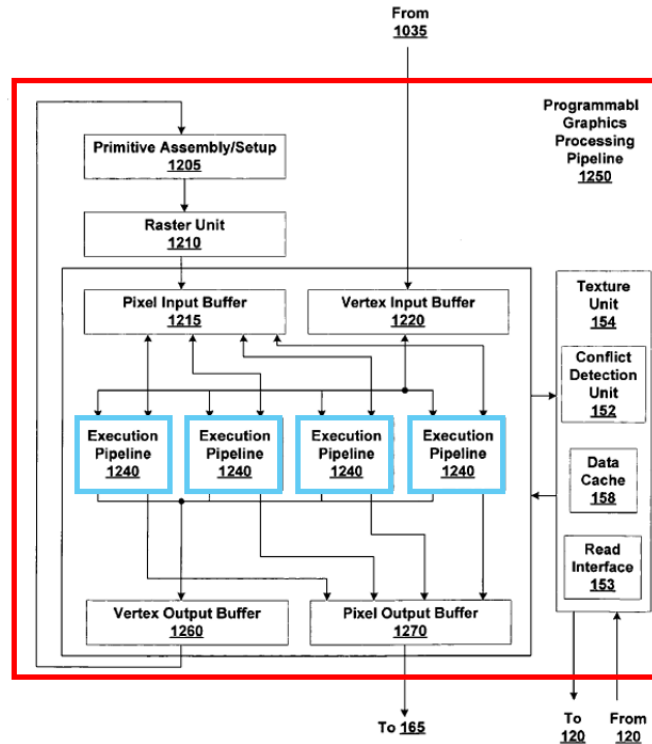 From
1035
Programmabl
Graphics
Processing
Pipeline
1250
Primitive Assembly/Setup
1205
Raster Unit
1210
Pixel Input Buffer
1215
Vertex Input Buffer
1220
Texture
Unit
154
Conflict
Detection
Unit
152
Data
Cache
158
Read
Interface
153
Execution
Pipeline
1240
Execution
Pipeline
1240
Execution
Pipeline
1240
Execution
Pipeline
1240
Vertex Output Buffer
1260
Pixel Output Buffer
1270
To 165
To
120
From
120